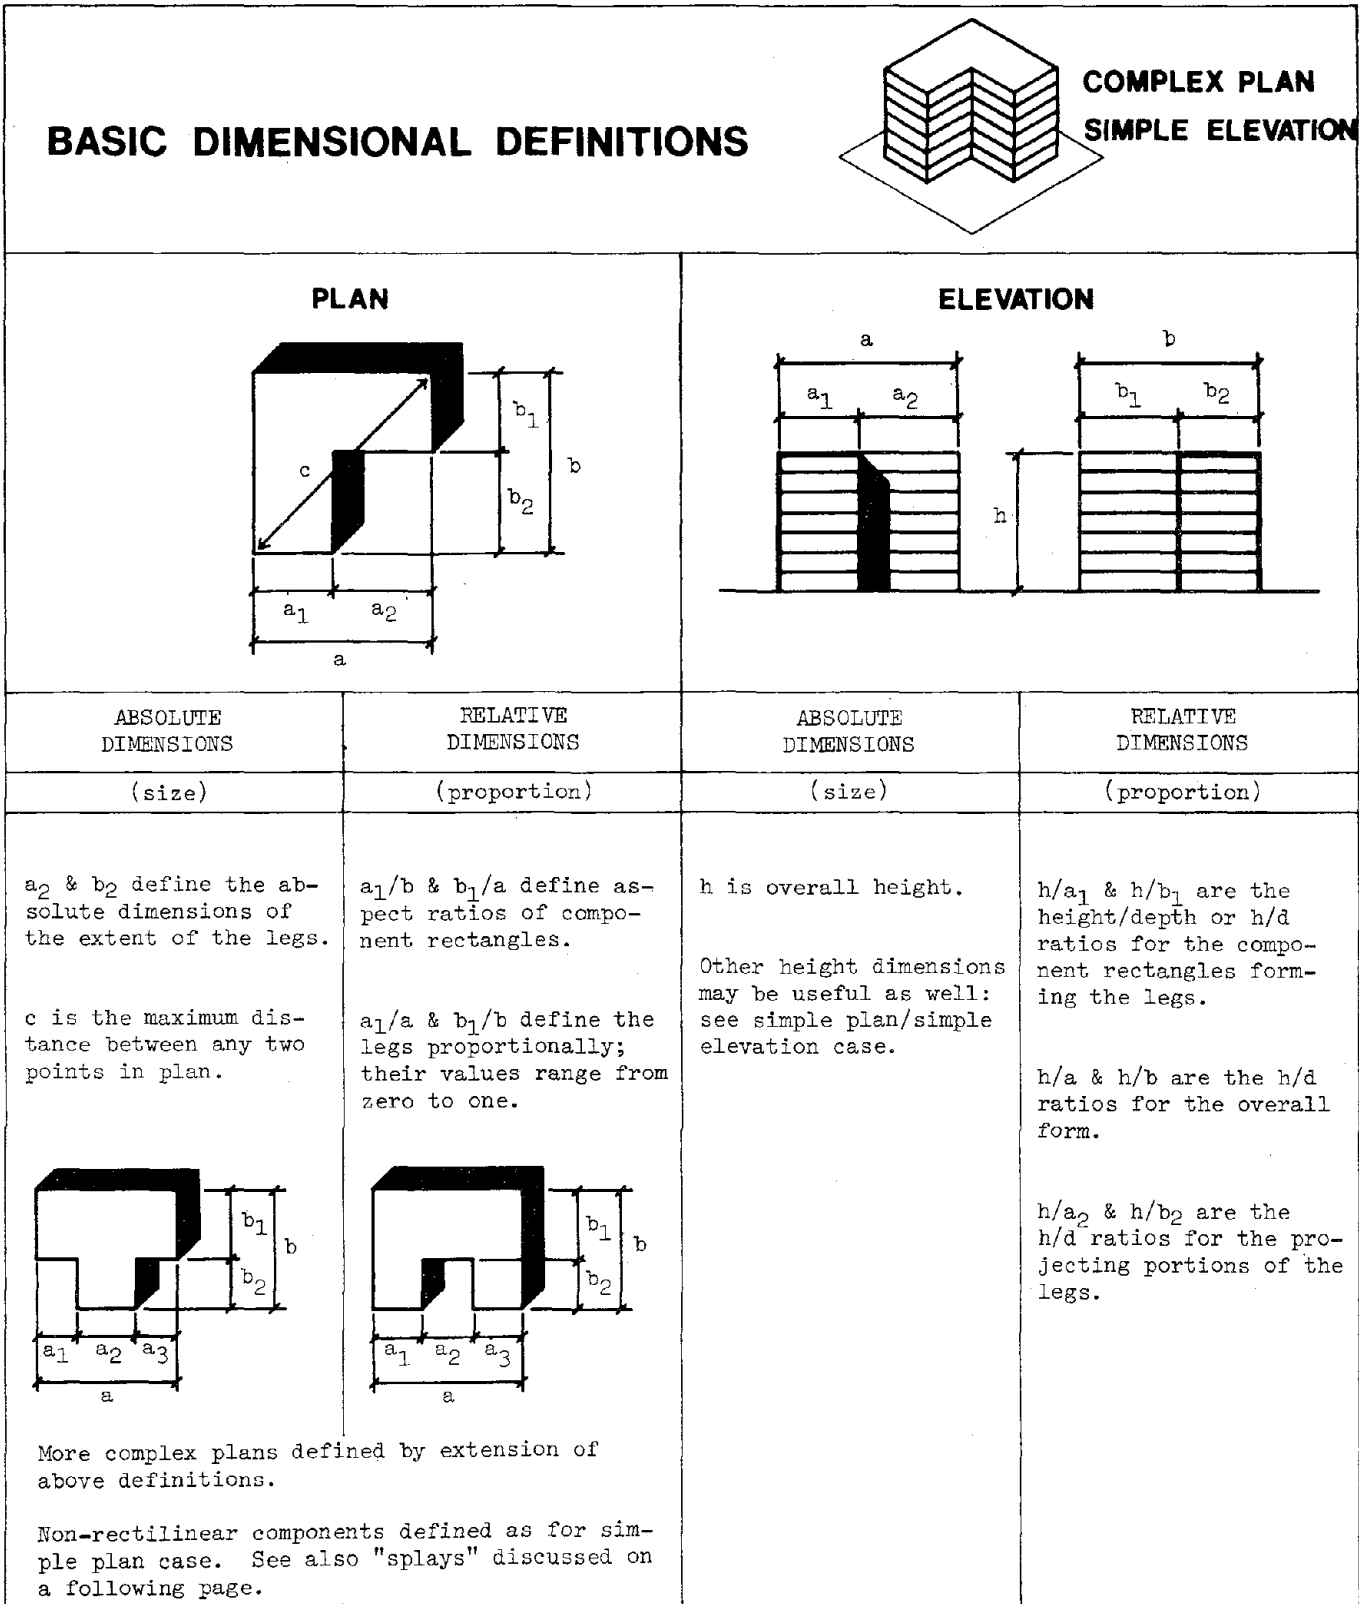 BASIC DIMENSIONAL DEFINITIONS
COMPLEX PLAN
SIMPLE ELEVATION
PLAN
b1
b2
b
c
a1
a2
a
ELEVATION
a
a1
a2
h
b
b1
b2
ABSOLUTE
DIMENSIONS
(size)
a2 & b2 define the ab-
solute dimensions of
the extent of the legs.
c is the maximum dis-
tance between any two
points in plan.
b1
b2
b
a1
a2
a3
a
RELATIVE
DIMENSIONS
(proportion)
a1/b & b1/a define as-
pect ratios of compo-
nent rectangles.
a1/a & b1/b define the
legs proportionally;
their values range from
zero to one.
b1
b2
b
a1
a2
a3
a
More complex plans defined by extension of
above definitions.
Non-rectilinear components defined as for sim-
ple plan case. See also "splays" discussed on
a following page.
ABSOLUTE
DIMENSIONS
(size)
h is overall height.
Other height dimensions
may be useful as well:
see simple plan/simple
elevation case.
RELATIVE
DIMENSIONS
(proportion)
h/a1 & h/b1 are the
height/depth or h/d
ratios for the compo-
nent rectangles form-
ing the legs.
h/a & h/b are the h/d
ratios for the overall
form.
h/a2 & h/b2 are the
h/d ratios for the pro-
jecting portions of the
legs.